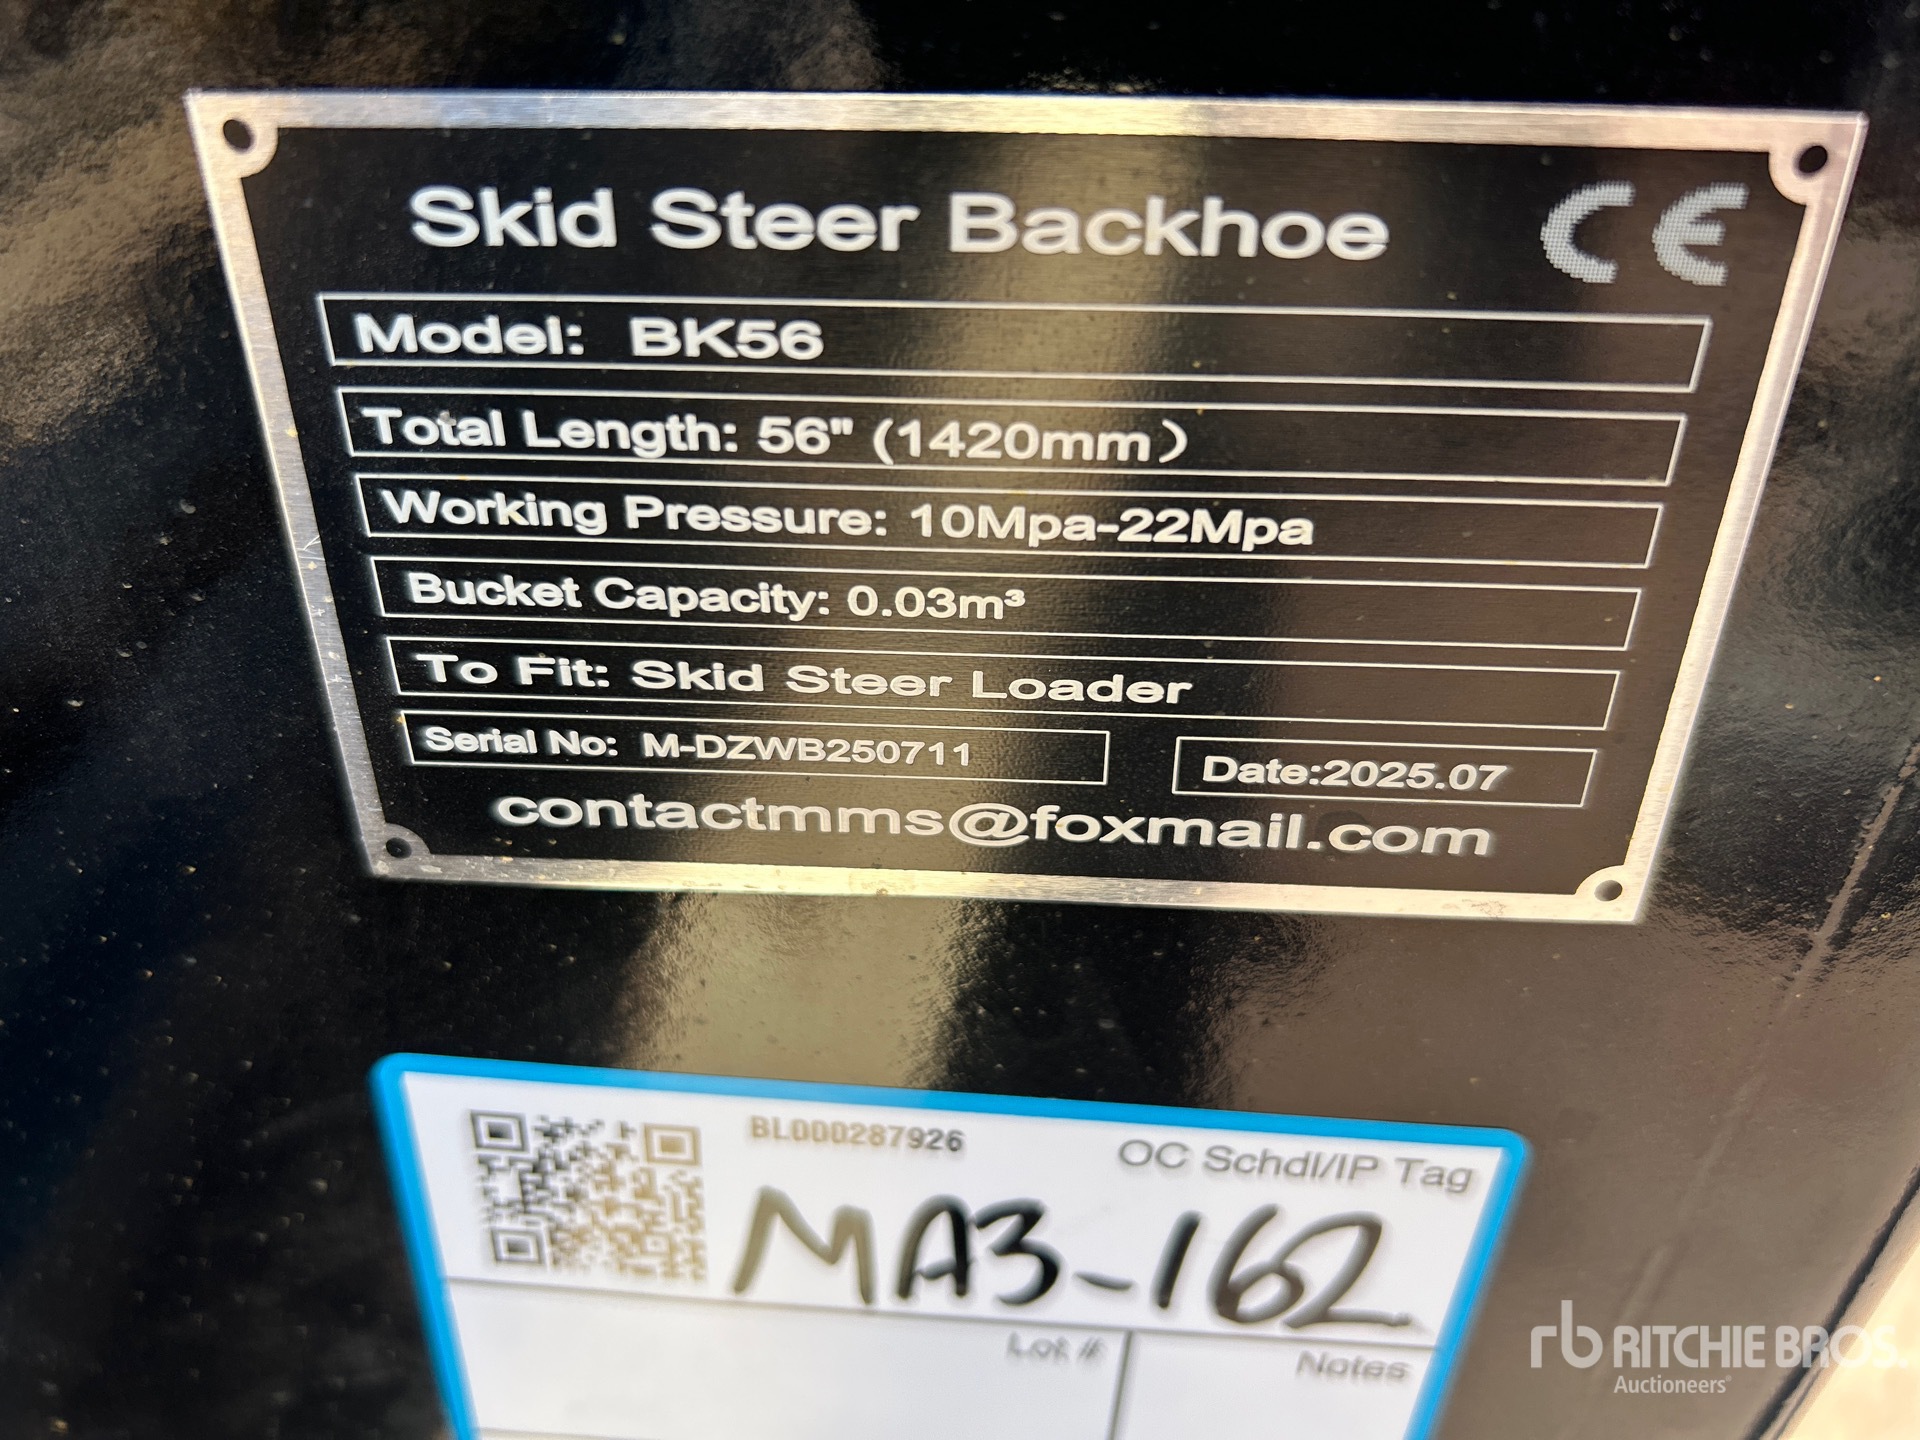 Skid Steer Backhoe CE
Model: BK56
Total Length: 56" (1420mm)
Working Pressure: 10Mpa-22Mpa
Bucket Capacity: 0.03m³
To Fit: Skid Steer Loader
Serial No: M-DZWB250711 Date:2025.07
contactmms@foxmail.com
BL000287926 OC Schdl/IP Tag
MA3-162
Lot # Notes
rb RITCHIE BROS.
Auctioneers